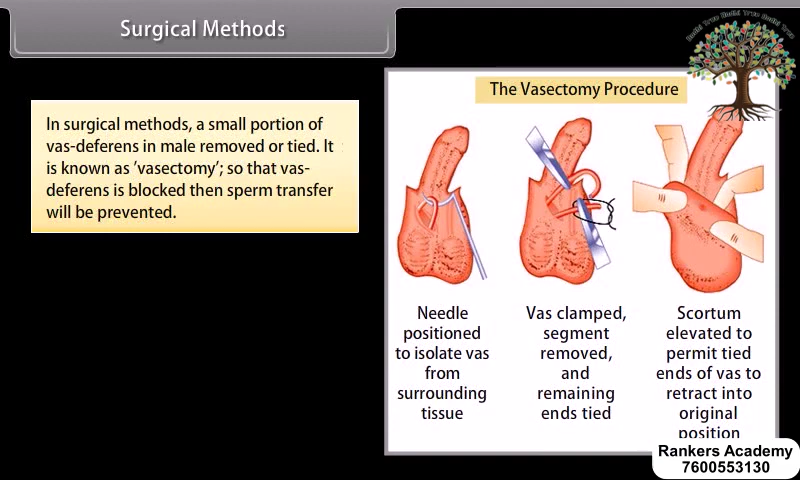 Surgical Methods
In surgical methods, a small portion of
vas-deferens in male removed or tied. It
is known as 'vasectomy'; so that vas-
deferens is blocked then sperm transfer
will be prevented.
The Vasectomy Procedure
Needle
positioned
to isolate vas
from
surrounding
tissue
Vas clamped,
segment
removed,
and
remaining
ends tied
Scortum
elevated to
permit tied
ends of vas to
retract into
original
position
Rankers Academy
7600553130